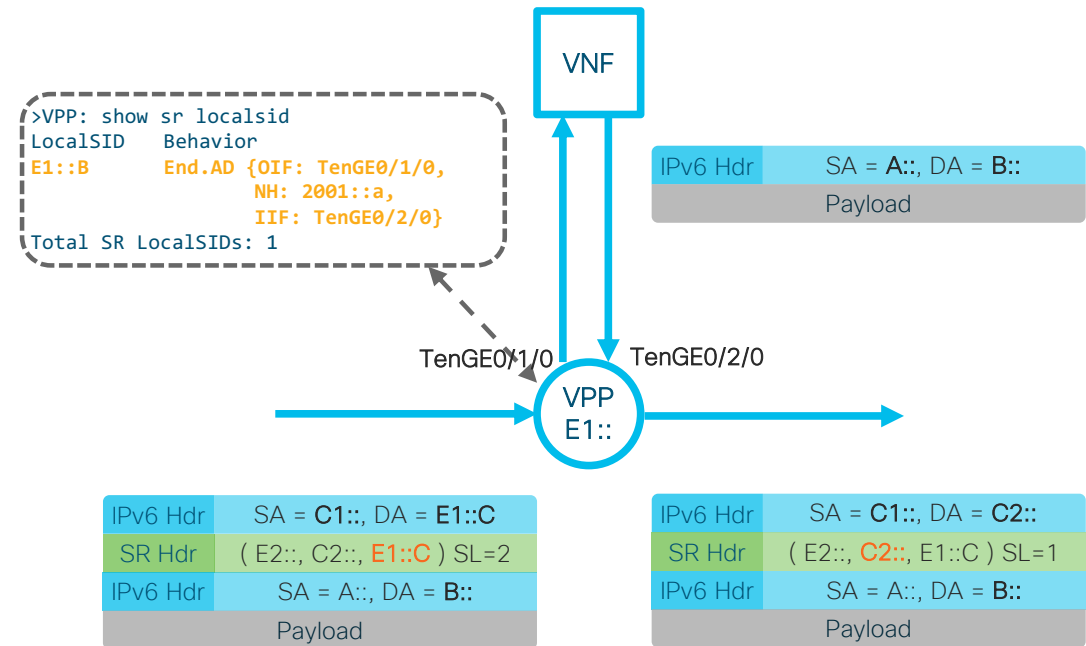 VNF
>VPP: show sr localsid
LocalSID Behavior
E1::B End.AD {OIF: TenGE0/1/0,
NH: 2001::a,
IIF: TenGE0/2/0}
Total SR LocalSIDs: 1
IPv6 Hdr SA = A::, DA = B::
Payload
TenGE0/1/0
TenGE0/2/0
VPP
E1::
IPv6 Hdr SA = C1::, DA = E1::C
SR Hdr ( E2::, C2::, E1::C ) SL=2
IPv6 Hdr SA = A::, DA = B::
Payload
IPv6 Hdr SA = C1::, DA = C2::
SR Hdr ( E2::, C2::, E1::C ) SL=1
IPv6 Hdr SA = A::, DA = B::
Payload